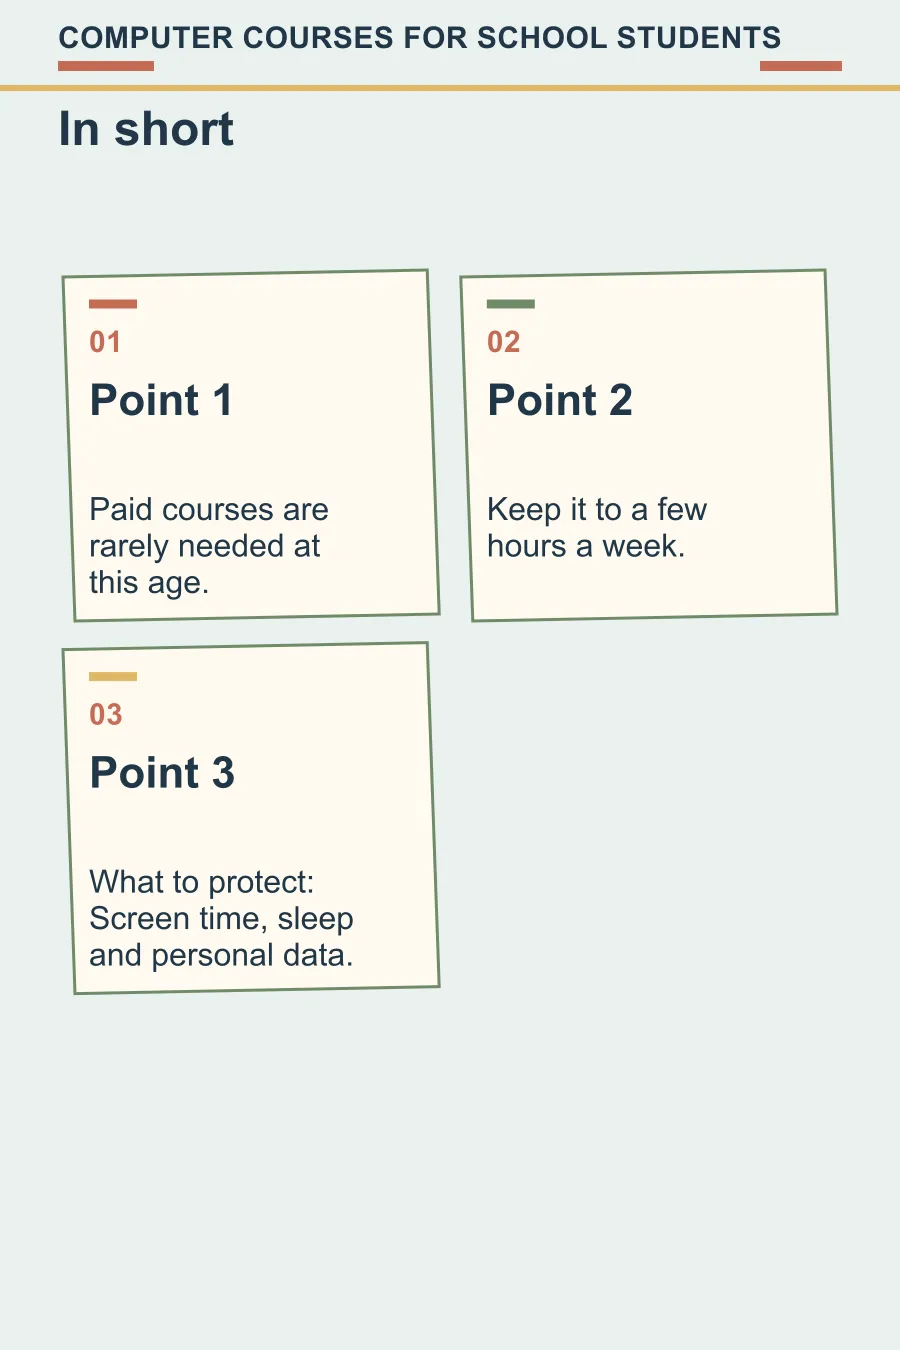 COMPUTER COURSES FOR SCHOOL STUDENTS
In short
01
Point 1
Paid courses are
rarely needed at
this age.
02
Point 2
Keep it to a few
hours a week.
03
Point 3
What to protect:
Screen time, sleep
and personal data.